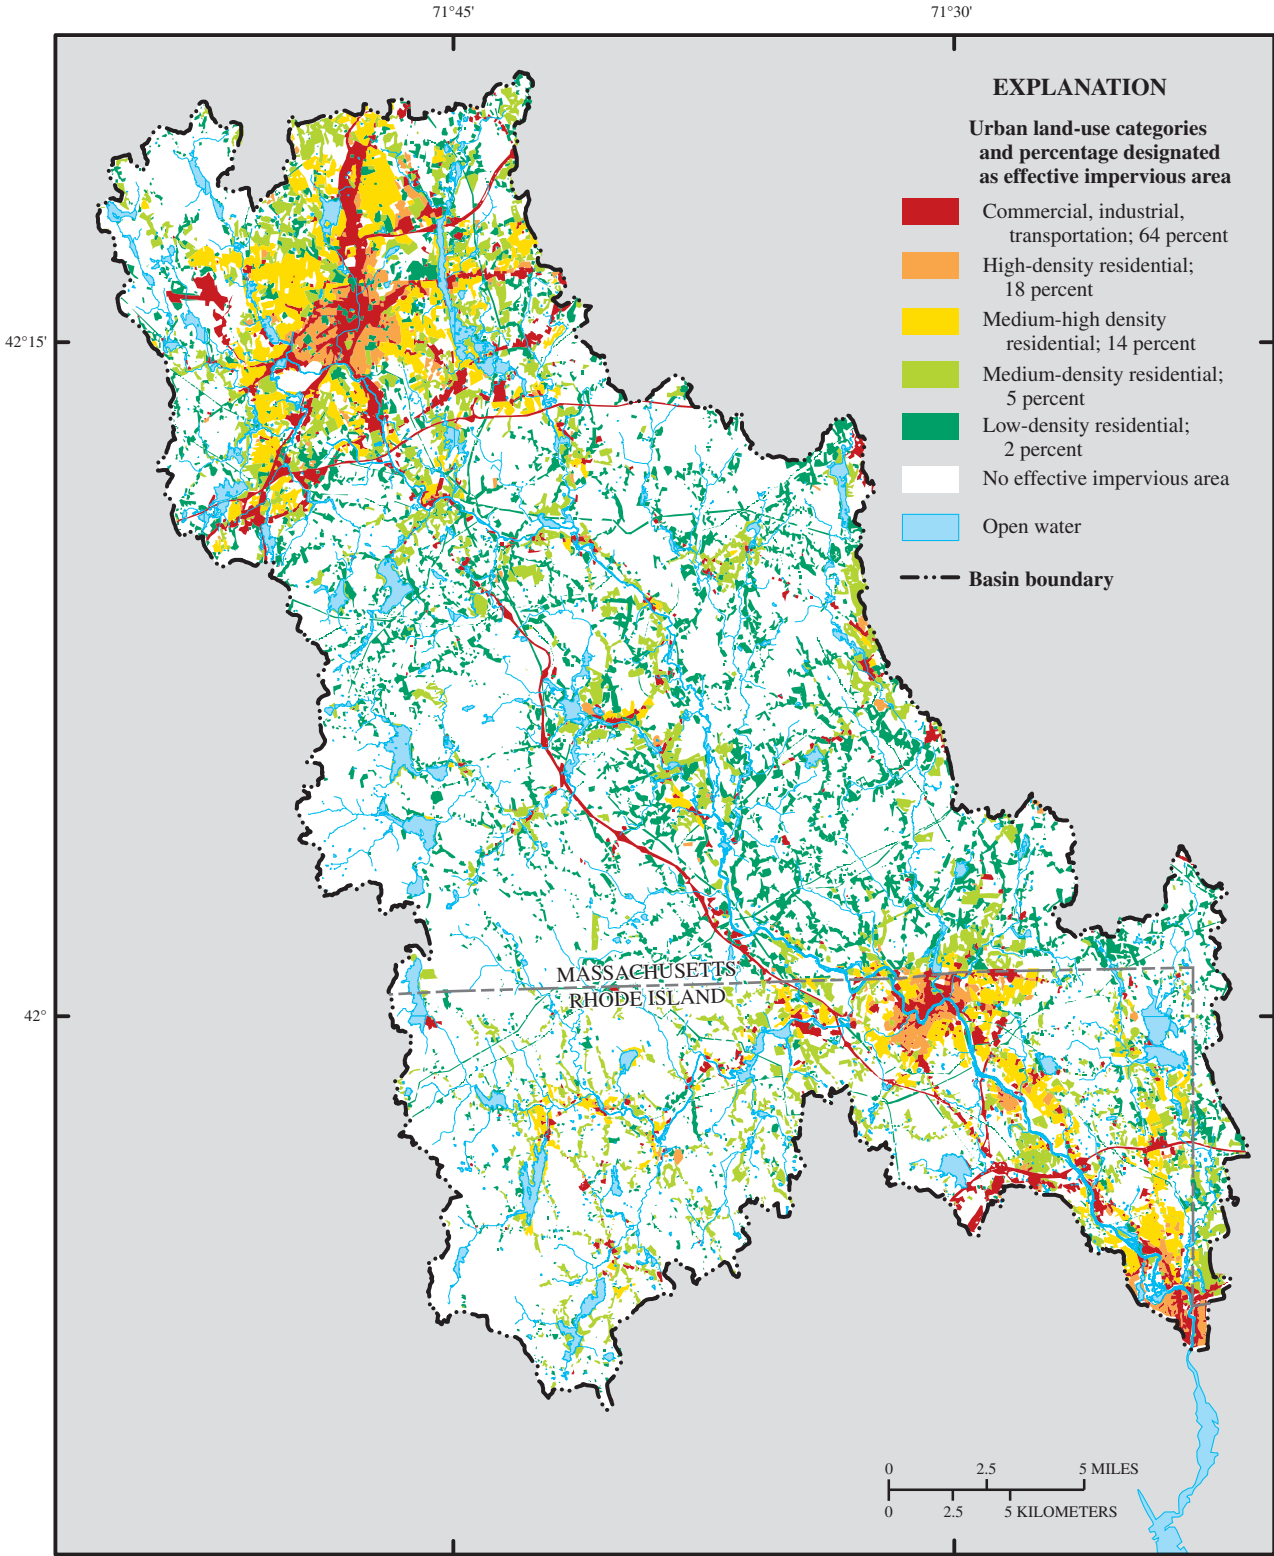 71°45'
71°30'
EXPLANATION
Urban land-use categories
and percentage designated
as effective impervious area
Commercial, industrial,
transportation; 64 percent
High-density residential;
18 percent
Medium-high density
residential; 14 percent
Medium-density residential;
5 percent
Low-density residential;
2 percent
No effective impervious area
Open water
Basin boundary
42°15'
MASSACHUSETTS
RHODE ISLAND
42°
0 2.5 5 MILES
0 2.5 5 KILOMETERS